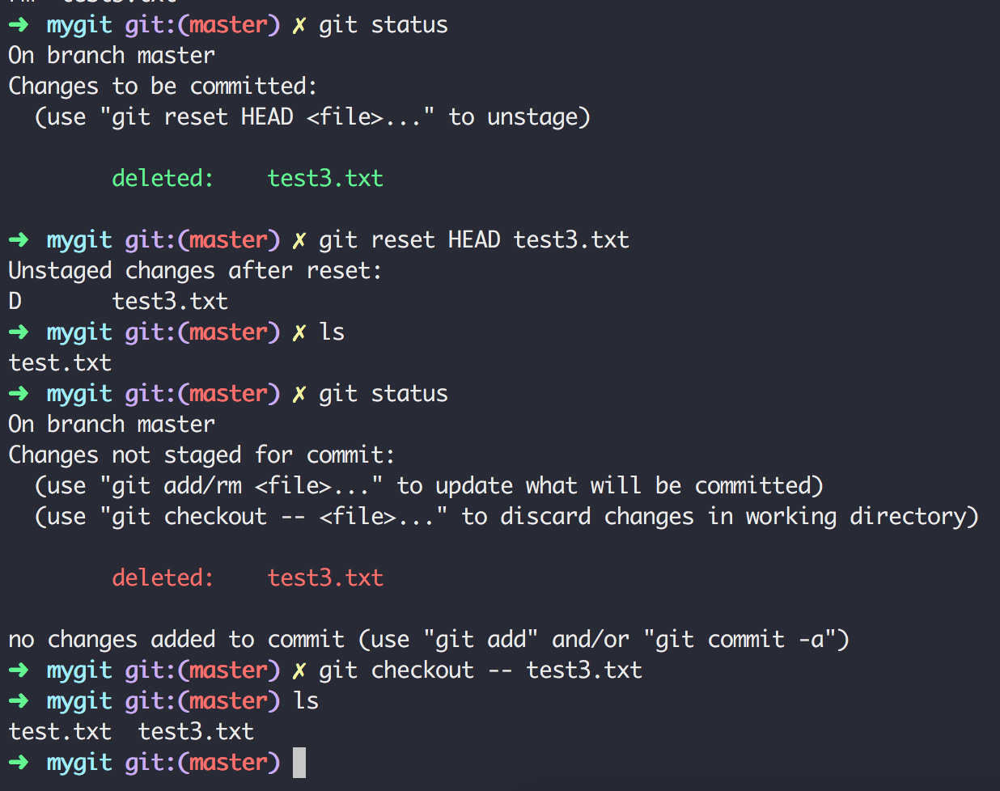 ➜  mygit git:(master) ✗ git status
On branch master
Changes to be committed:
  (use "git reset HEAD <file>..." to unstage)
        deleted:    test3.txt
➜  mygit git:(master) ✗ git reset HEAD test3.txt
Unstaged changes after reset:
D       test3.txt
➜  mygit git:(master) ✗ ls
test.txt
➜  mygit git:(master) ✗ git status
On branch master
Changes not staged for commit:
  (use "git add/rm <file>..." to update what will be committed)
  (use "git checkout -- <file>..." to discard changes in working directory)
        deleted:    test3.txt
no changes added to commit (use "git add" and/or "git commit -a")
➜  mygit git:(master) ✗ git checkout -- test3.txt
➜  mygit git:(master) ls
test.txt  test3.txt
➜  mygit git:(master)